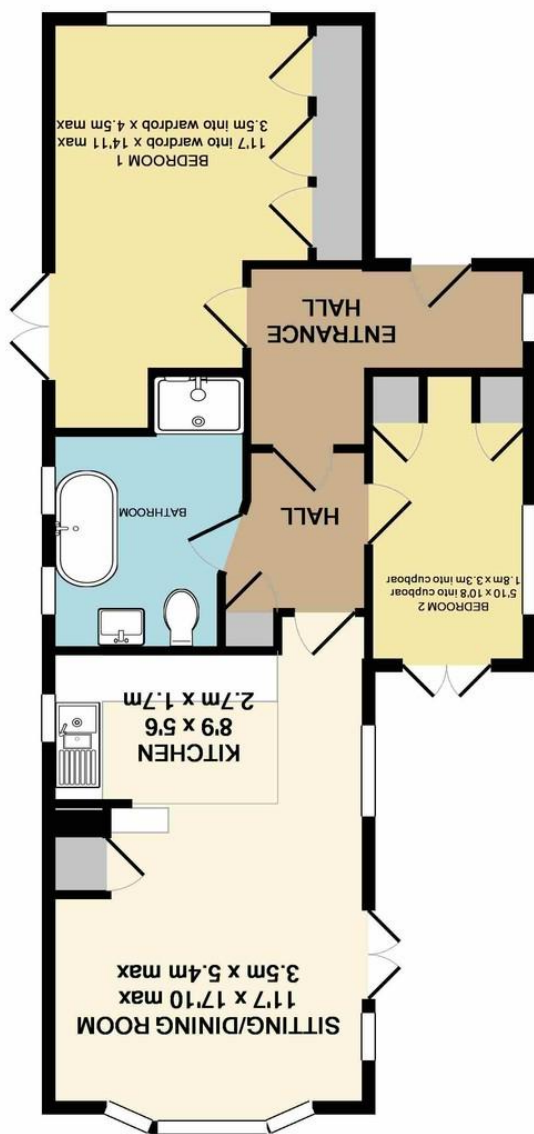 SITTING/DINING ROOM
11'7 x 17'10 max
3.5m x 5.4m max
KITCHEN
8'9 x 5'6
2.7m x 1.7m
BEDROOM 2
5'10 x 10'8 into cupboar
1.8m x 3.3m into cupboar
HALL
BATHROOM
ENTRANCE
HALL
BEDROOM 1
11'7 into wardrob x 14'11 max
3.5m into wardrob x 4.5m max